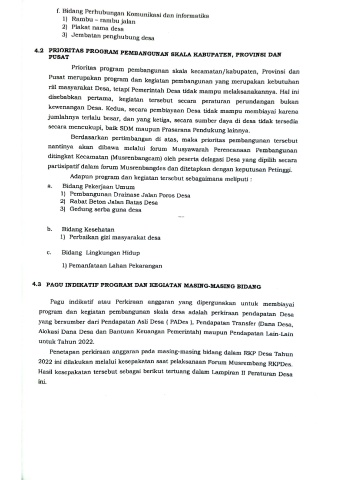 f. Bidang Perhubungan Komunikasi dan informatika
1) Rambu – rambu jalan
2) Plakat nama desa
3) Jembatan penghubung desa
4.2 PRIORITAS PROGRAM PEMBANGUNAN SKALA KABUPATEN, PROVINSI DAN
PUSAT
Prioritas program pembangunan skala kecamatan/kabupaten, Provinsi dan
Pusat merupakan program dan kegiatan pembangunan yang merupakan kebutuhan
riil masyarakat Desa, tetapi Pemerintah Desa tidak mampu melaksanakannya. Hal ini
disebabkan pertama, kegiatan tersebut secara peraturan perundangan bukan
kewenangan Desa. Kedua, secara pembiayaan Desa tidak mampu membiayai karena
jumlahnya terlalu besar, dan yang ketiga, secara sumber daya di desa tidak tersedia
secara mencukupi, baik SDM maupun Prasarana Pendukung lainnya.
Berdasarkan pertimbangan di atas, maka prioritas pembangunan tersebut
nantinya akan dibawa melalui forum Musyawarah Perencanaan Pembangunan
ditingkat Kecamatan (Musrenbangcam) oleh peserta delegasi Desa yang dipilih secara
partisipatif dalam forum Musrenbangdes dan ditetapkan dengan keputusan Petinggi.
Adapun program dan kegiatan tersebut sebagaimana meliputi :
a. Bidang Pekerjaan Umum
1) Pembangunan Drainase Jalan Poros Desa
2) Rabat Beton Jalan Batas Desa
3) Gedung serba guna desa
b. Bidang Kesehatan
1) Perbaikan gizi masyarakat desa
c. Bidang Lingkungan Hidup
1) Pemanfataan Lahan Pekarangan
4.3 PAGU INDIKATIF PROGRAM DAN KEGIATAN MASING-MASING BIDANG
Pagu indikatif atau Perkiraan anggaran yang dipergunakan untuk membiayai
program dan kegiatan pembangunan skala desa adalah perkiraan pendapatan Desa
yang bersumber dari Pendapatan Asli Desa ( PADes ), Pendapatan Transfer (Dana Desa,
Alokasi Dana Desa dan Bantuan Keuangan Pemerintah) maupun Pendapatan Lain-Lain
untuk Tahun 2022.
Penetapan perkiraan anggaran pada masing-masing bidang dalam RKP Desa Tahun
2022 ini dilakukan melalui kesepakatan saat pelaksanaan Forum Musrembang RKPDes.
Hasil kesepakatan tersebut sebagai berikut tertuang dalam Lampiran II Peraturan Desa
ini.